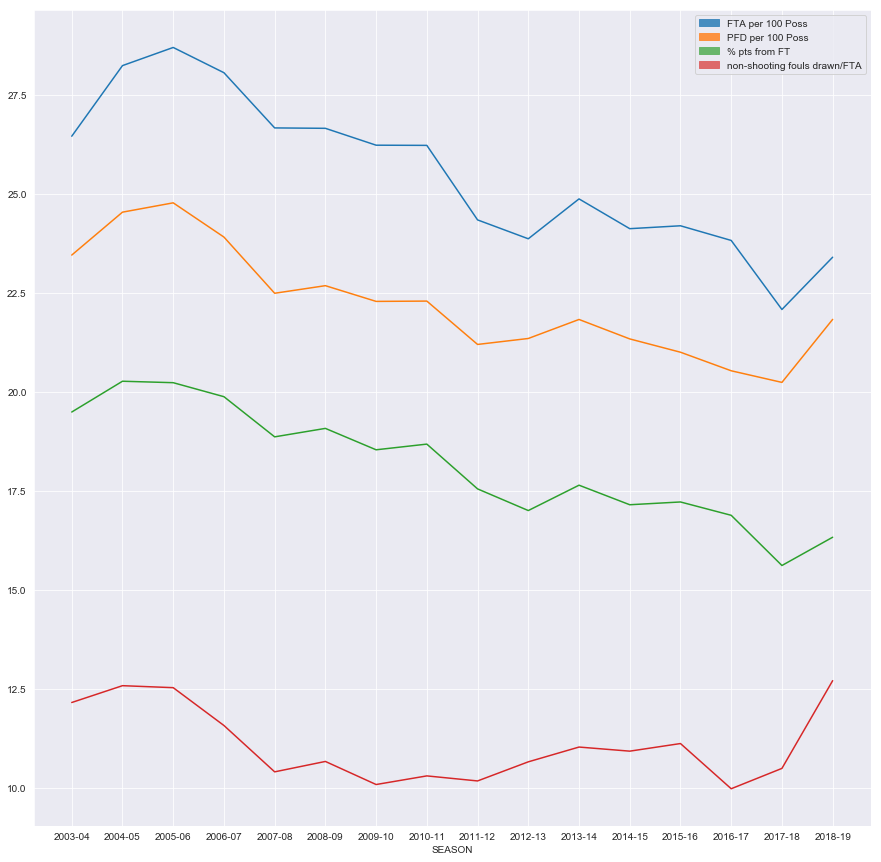 FTA per 100 Poss
PFD per 100 Poss
% pts from FT
non-shooting fouls drawn/FTA
27.5
25.0
22.5
20.0
17.5
15.0
12.5
10.0
2003-04 2004-05 2005-06 2006-07 2007-08 2008-09 2009-10 2010-11 2011-12 2012-13 2013-14 2014-15 2015-16 2016-17 2017-18 2018-19
SEASON